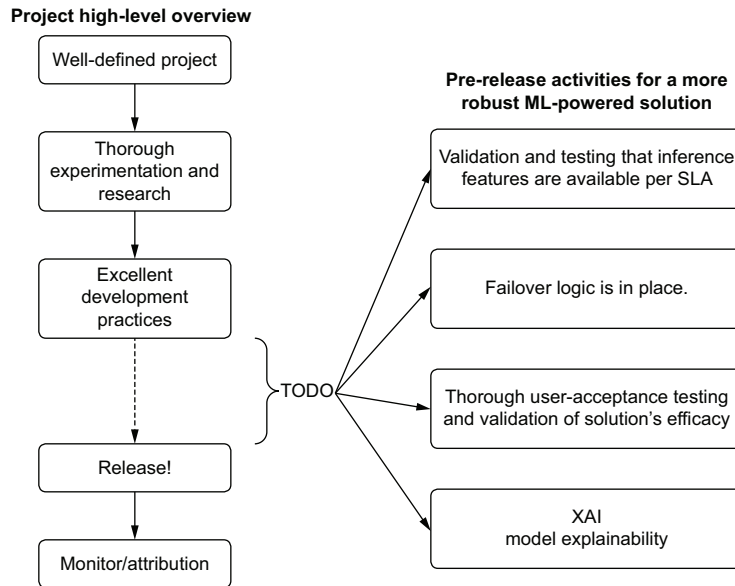 Project high-level overview
Well-defined project
Thorough
experimentation and
research
Excellent
development
practices
TODO
Release!
Monitor/attribution
Pre-release activities for a more
robust ML-powered solution
Validation and testing that inference
features are available per SLA
Failover logic is in place.
Thorough user-acceptance testing
and validation of solution’s efficacy
XAI
model explainability